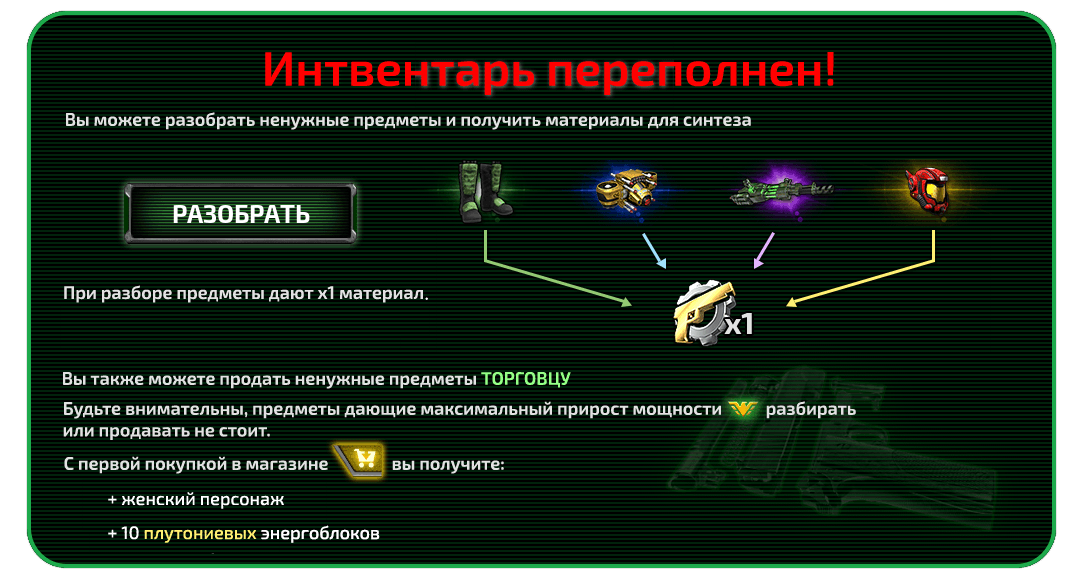 Интвентарь переполнен!
Вы можете разобрать ненужные предметы и получить материалы для синтеза
РАЗОБРАТЬ
При разборе предметы дают x1 материал.
x1
Вы также можете продать ненужные предметы ТОРГОВЦУ
Будьте внимательны, предметы дающие максимальный прирост мощности разбирать
или продавать не стоит.
С первой покупкой в магазине вы получите:
+ женский персонаж
+ 10 плутониевых энергоблоков